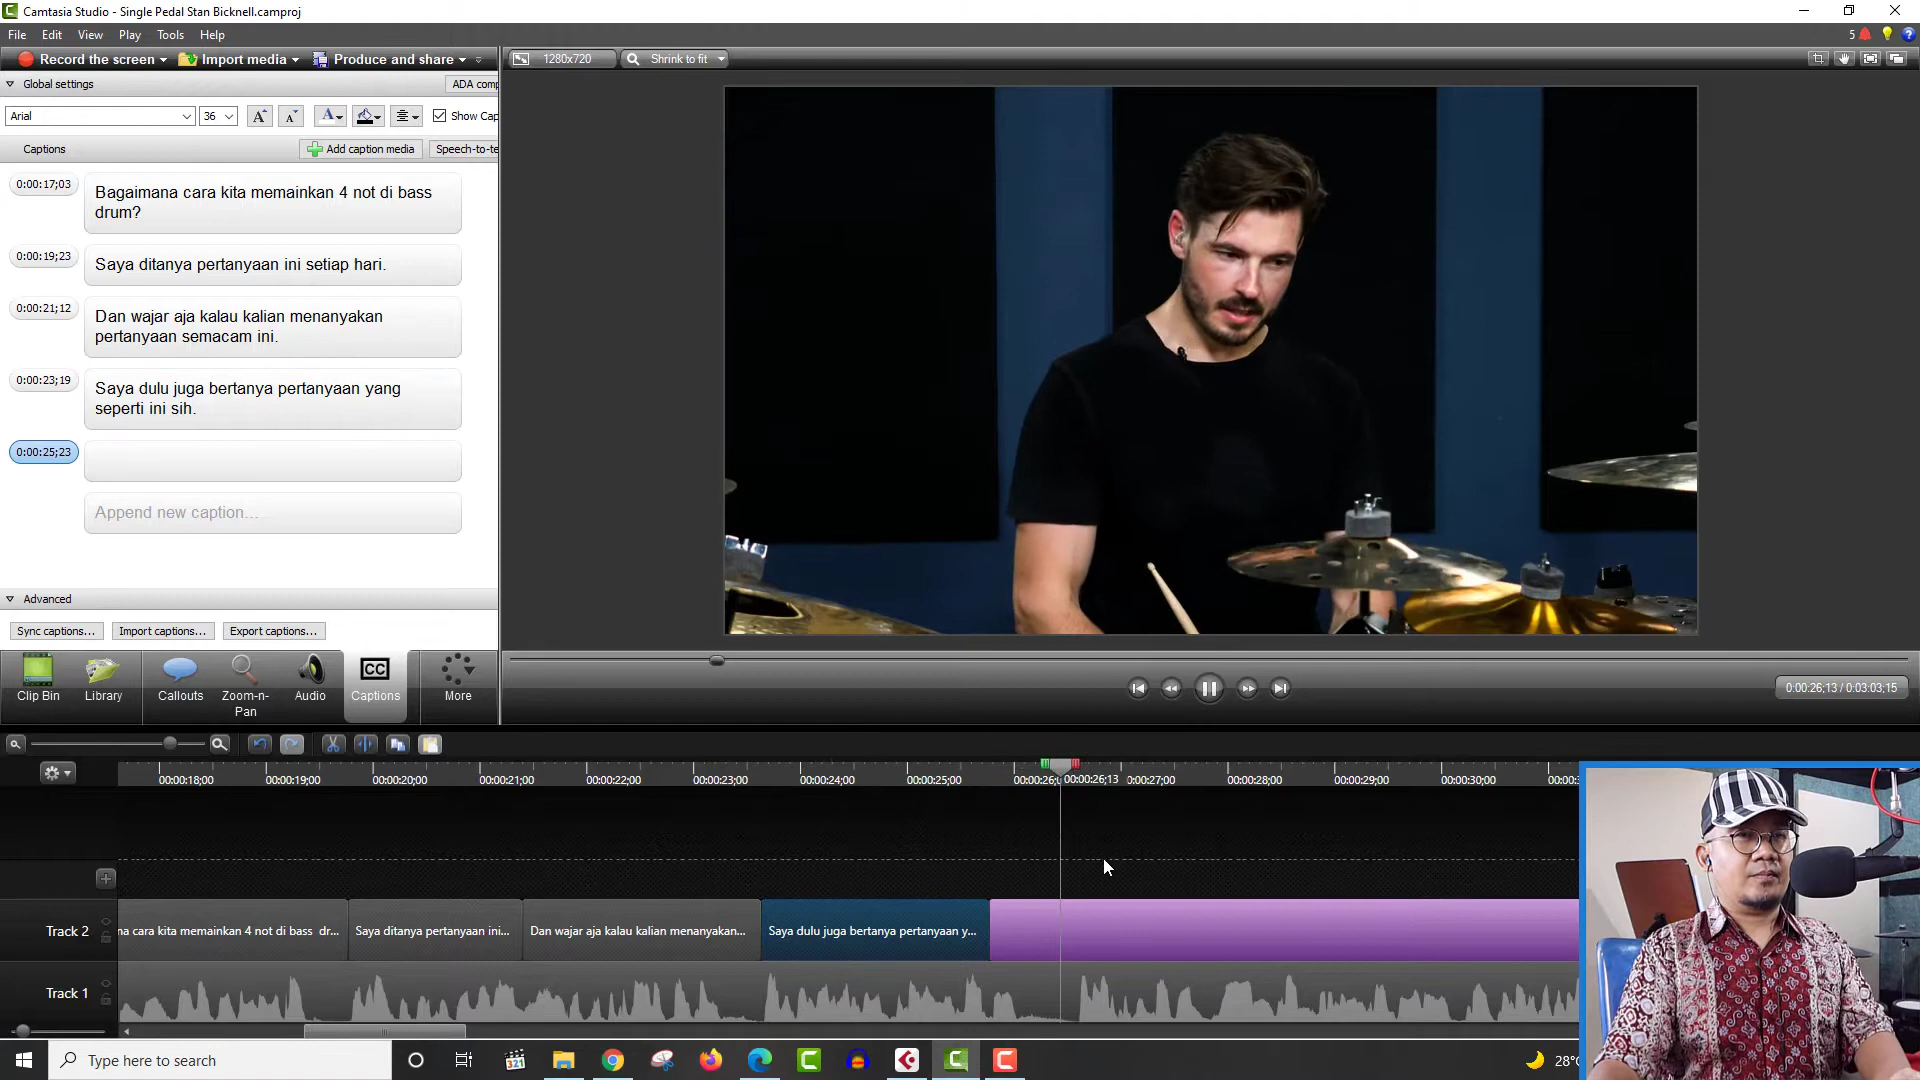 Camtasia Studio - Single Pedal Stan Bicknell.camproj
File Edit View Play Tools Help
5
Record the screen Import media Produce and share
1280x720 Shrink to fit
Global settings
ADA comp
Arial 36 Show Cap
Captions Add caption media Speech-to-te
0:00:17;03
Bagaimana cara kita memainkan 4 not di bass
drum?
0:00:19;23
Saya ditanya pertanyaan ini setiap hari.
0:00:21;12
Dan wajar aja kalau kalian menanyakan
pertanyaan semacam ini.
0:00:23;19
Saya dulu juga bertanya pertanyaan yang
seperti ini sih.
0:00:25;23
Append new caption...
Advanced
Sync captions... Import captions... Export captions...
Clip Bin Library Callouts Zoom-n-
Pan Audio CC Captions More
0:00:26;13 / 0:03:03;15
00:00:18;00 00:00:19;00 00:00:20;00 00:00:21;00 00:00:22;00 00:00:23;00 00:00:24;00 00:00:25;00 00:00:26; 00:00:26;13 00:00:27;00 00:00:28;00 00:00:29;00 00:00:30;00
Track 2 na cara kita memainkan 4 not di bass dr... Saya ditanya pertanyaan ini... Dan wajar aja kalau kalian menanyakan... Saya dulu juga bertanya pertanyaan y...
Track 1
Type here to search
321
28°